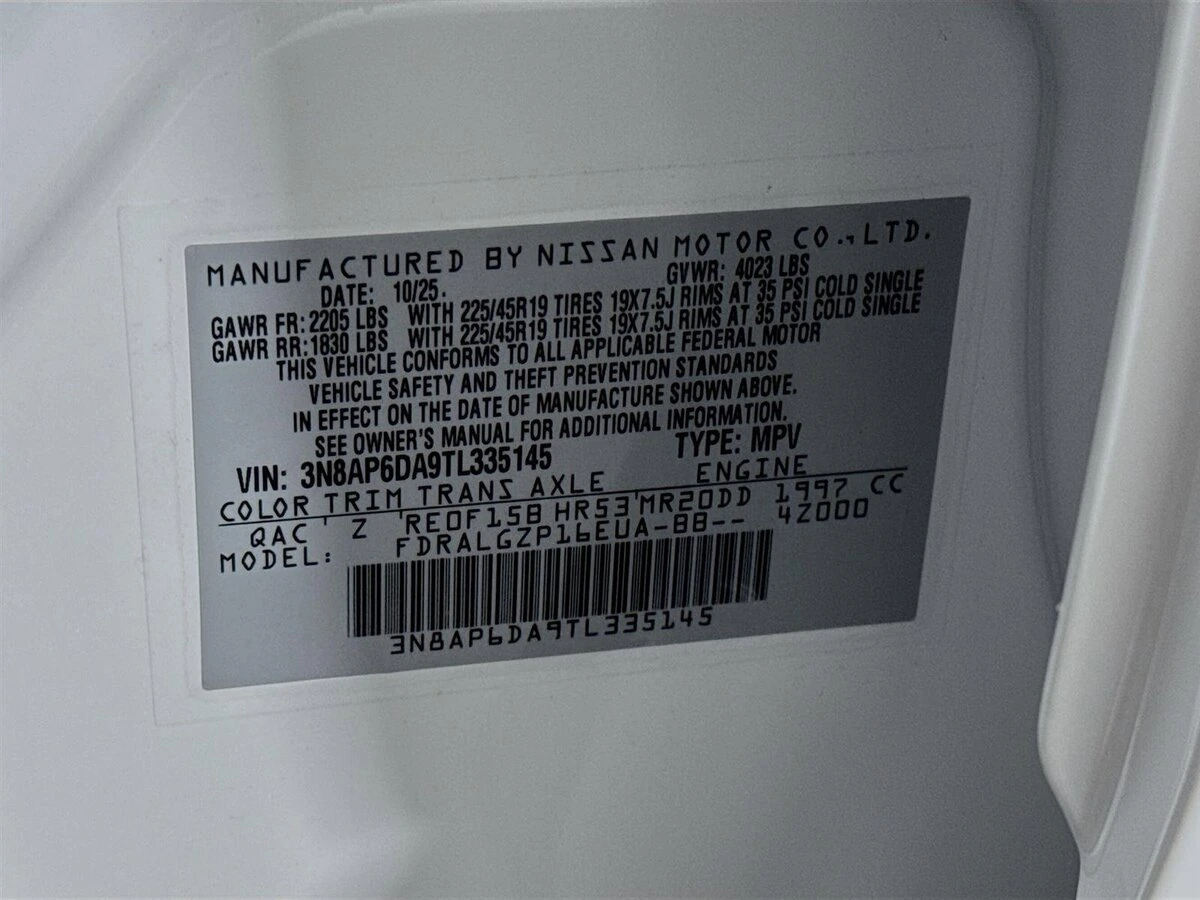 MANUFACTURED BY NISSAN MOTOR CO.,LTD.
DATE: 10/25. GVWR: 4023 LBS
GAWR FR: 2205 LBS WITH 225/45R19 TIRES 19X7.5J RIMS AT 35 PSI COLD SINGLE
GAWR RR: 1830 LBS WITH 225/45R19 TIRES 19X7.5J RIMS AT 35 PSI COLD SINGLE
THIS VEHICLE CONFORMS TO ALL APPLICABLE FEDERAL MOTOR
VEHICLE SAFETY AND THEFT PREVENTION STANDARDS
IN EFFECT ON THE DATE OF MANUFACTURE SHOWN ABOVE.
SEE OWNER'S MANUAL FOR ADDITIONAL INFORMATION.
VIN: 3N8AP6DA9TL335145 TYPE: MPV
COLOR TRIM TRANS AXLE ENGINE
QAC ' Z 'RE0F15B HR53'MR20DD 1997 CC
MODEL: FDRALGZP16EUA-BB-- 4Z000
3N8AP6DA9TL335145